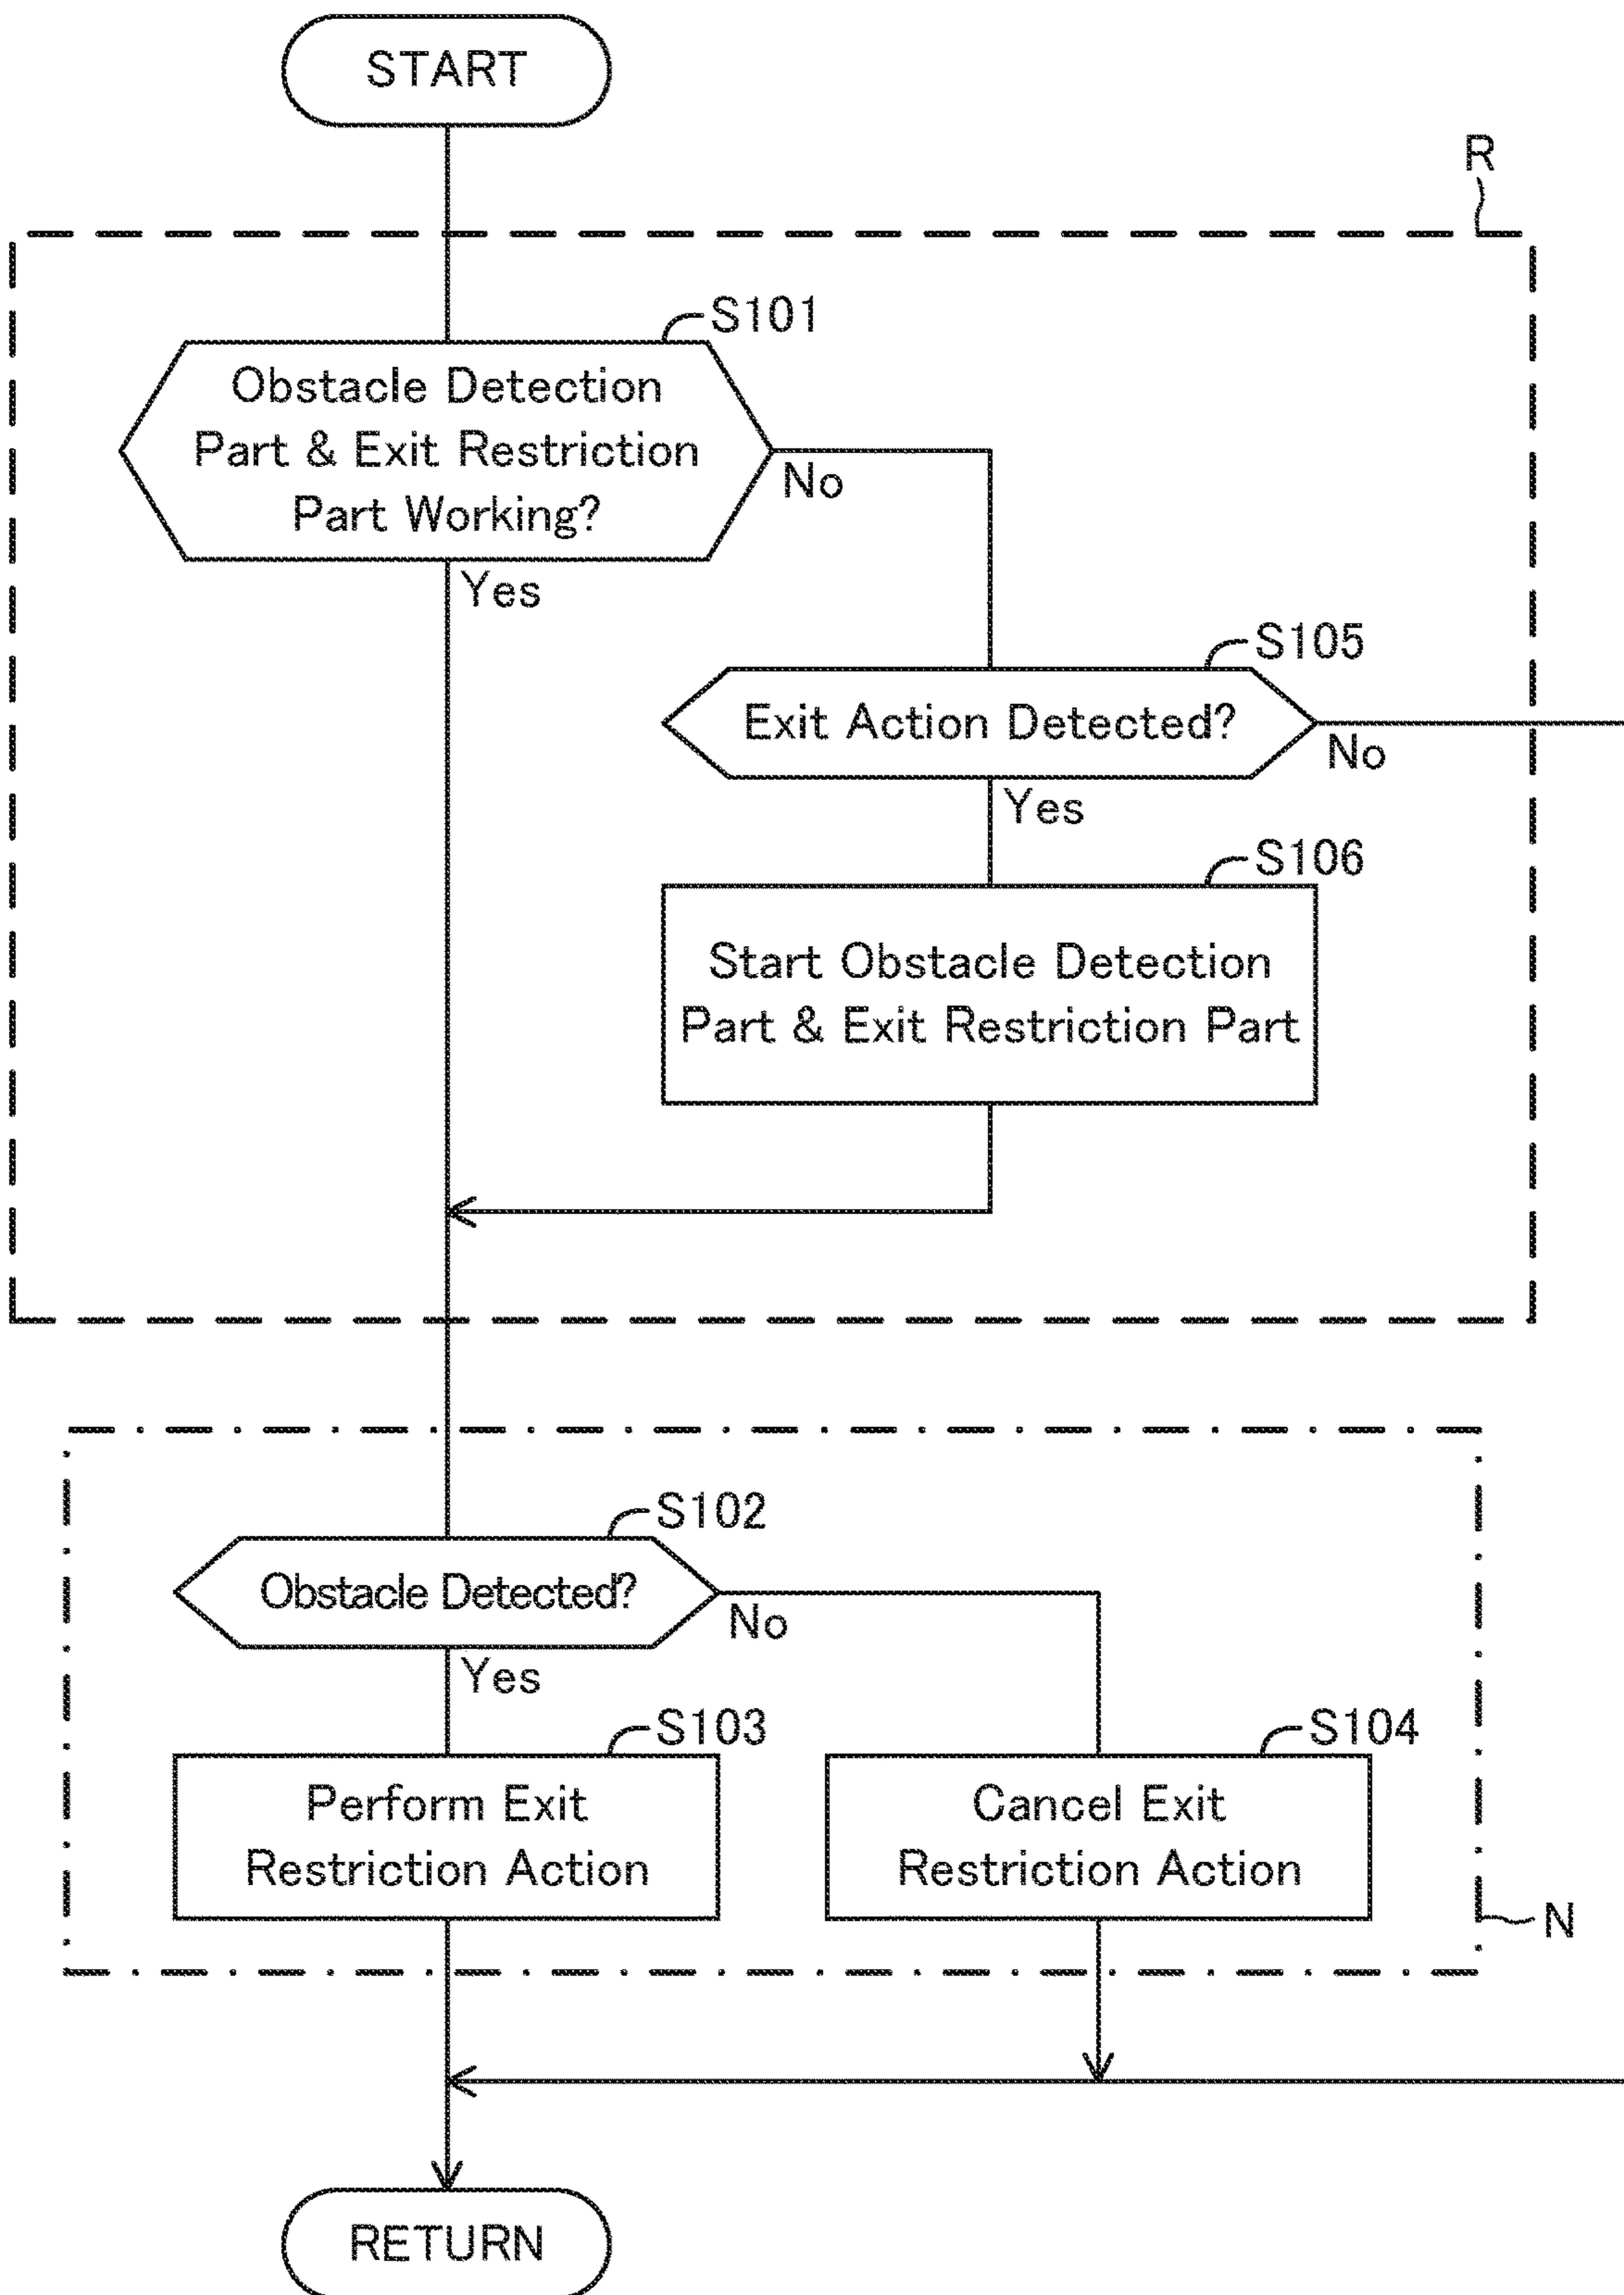 START
R
S101
Obstacle Detection
Part & Exit Restriction
Part Working?
No
Yes
S105
Exit Action Detected?
No
Yes
S106
Start Obstacle Detection
Part & Exit Restriction Part
S102
Obstacle Detected?
No
Yes
S103
S104
Perform Exit
Restriction Action
Cancel Exit
Restriction Action
N
RETURN